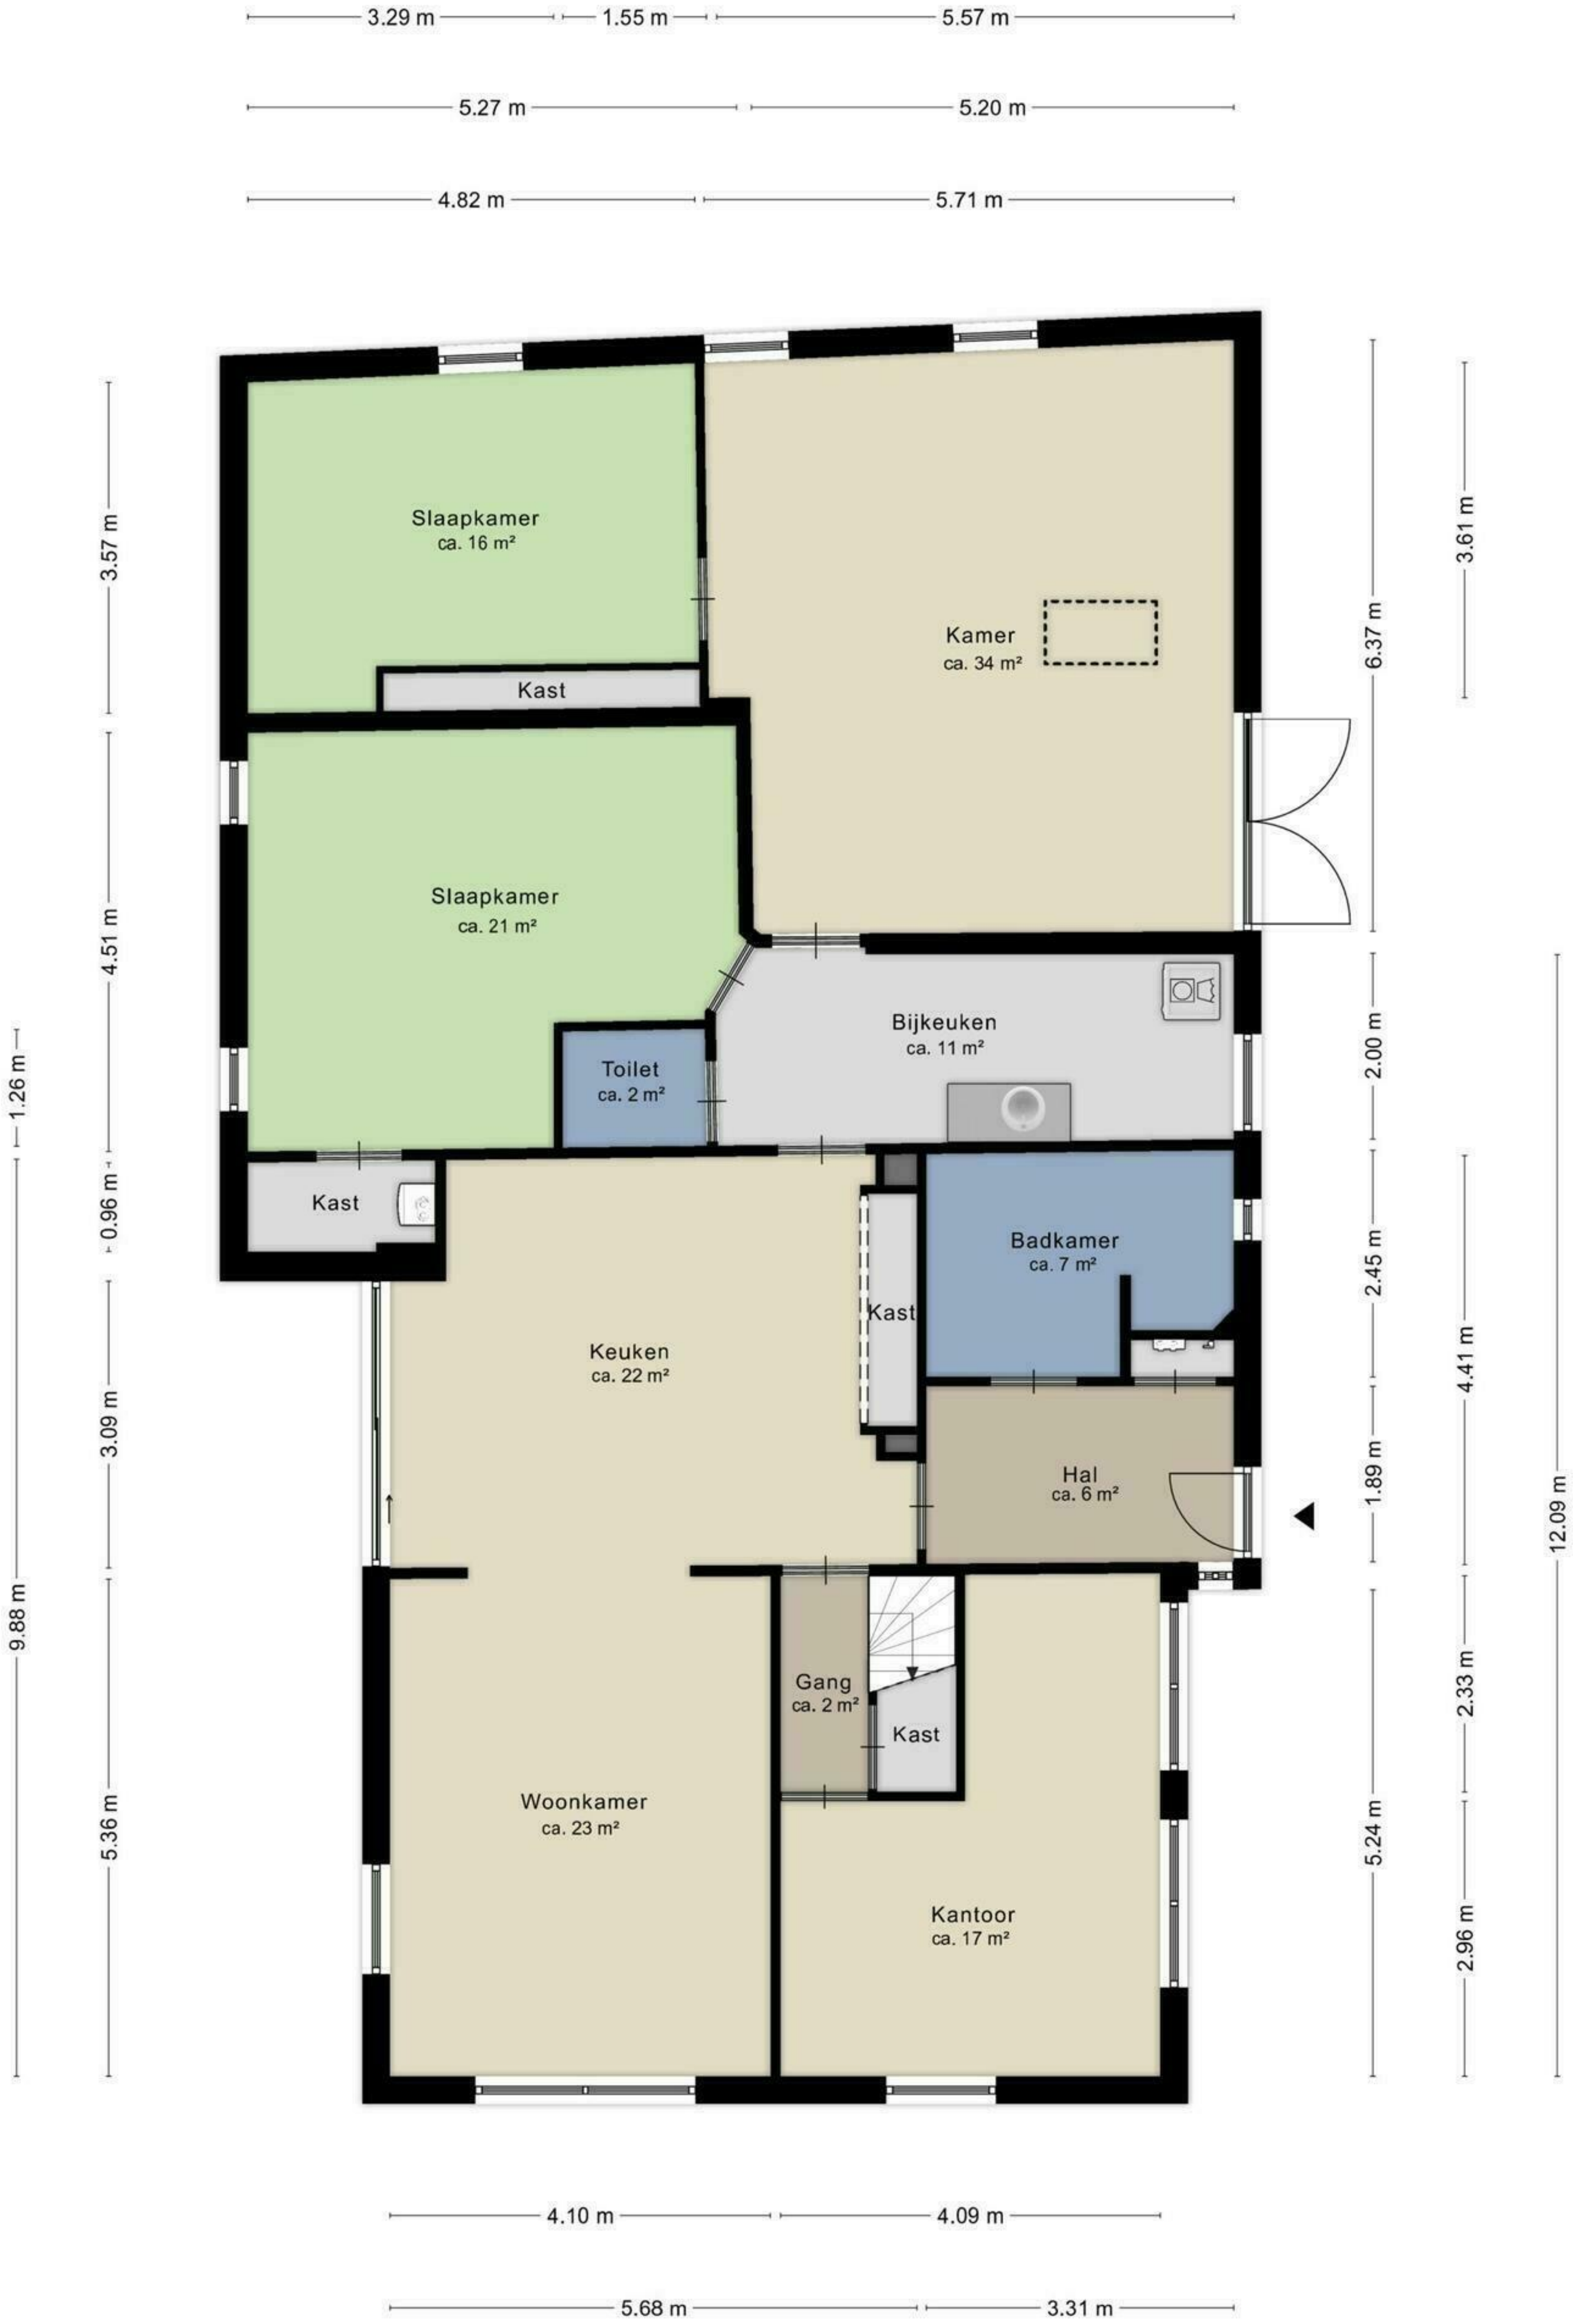 3.29 m 1.55 m 5.57 m
5.27 m 5.20 m
4.82 m 5.71 m
Slaapkamer
ca. 16 m²
3.57 m
3.61 m
Kamer
ca. 34 m²
6.37 m
Kast
Slaapkamer
ca. 21 m²
4.51 m
Bijkeuken
ca. 11 m²
2.00 m
Toilet
ca. 2 m²
1.26 m
Kast
0.96 m
Badkamer
ca. 7 m²
2.45 m
Kast
Keuken
ca. 22 m²
4.41 m
3.09 m
Hal
ca. 6 m²
1.89 m
12.09 m
9.88 m
Gang
ca. 2 m²
2.33 m
Kast
Woonkamer
ca. 23 m²
5.36 m
5.24 m
Kantoor
ca. 17 m²
2.96 m
4.10 m 4.09 m
5.68 m 3.31 m